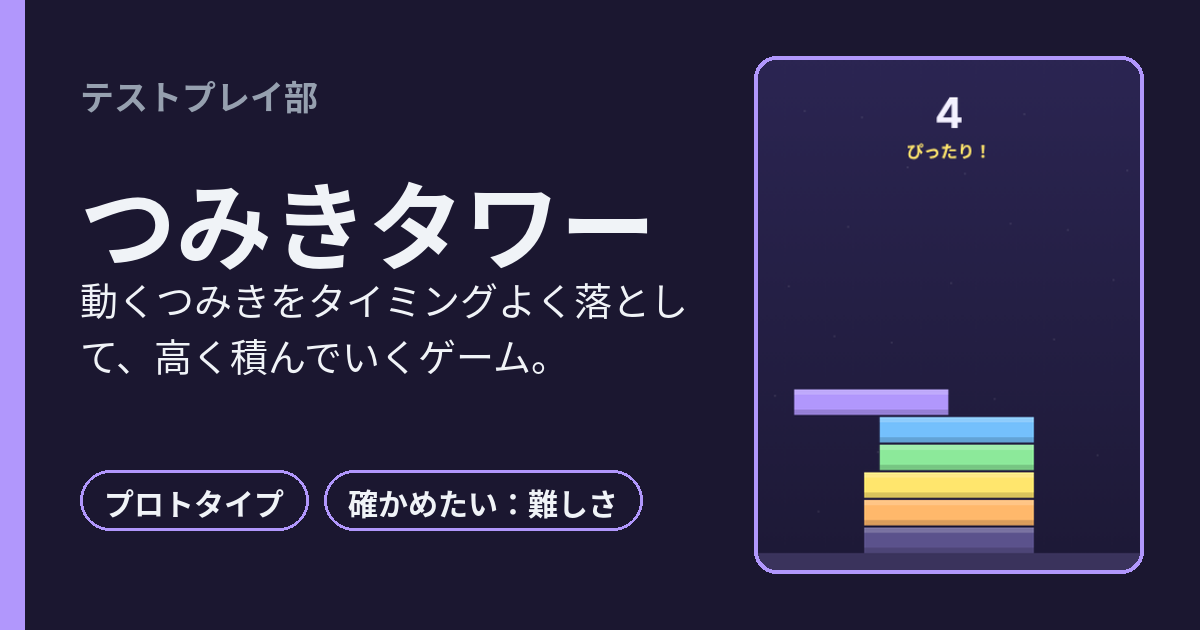 テストプレイ部
つみきタワー
動くつみきをタイミングよく落とし
て、高く積んでいくゲーム。
プロトタイプ
確かめたい：難しさ
4
ぴったり！